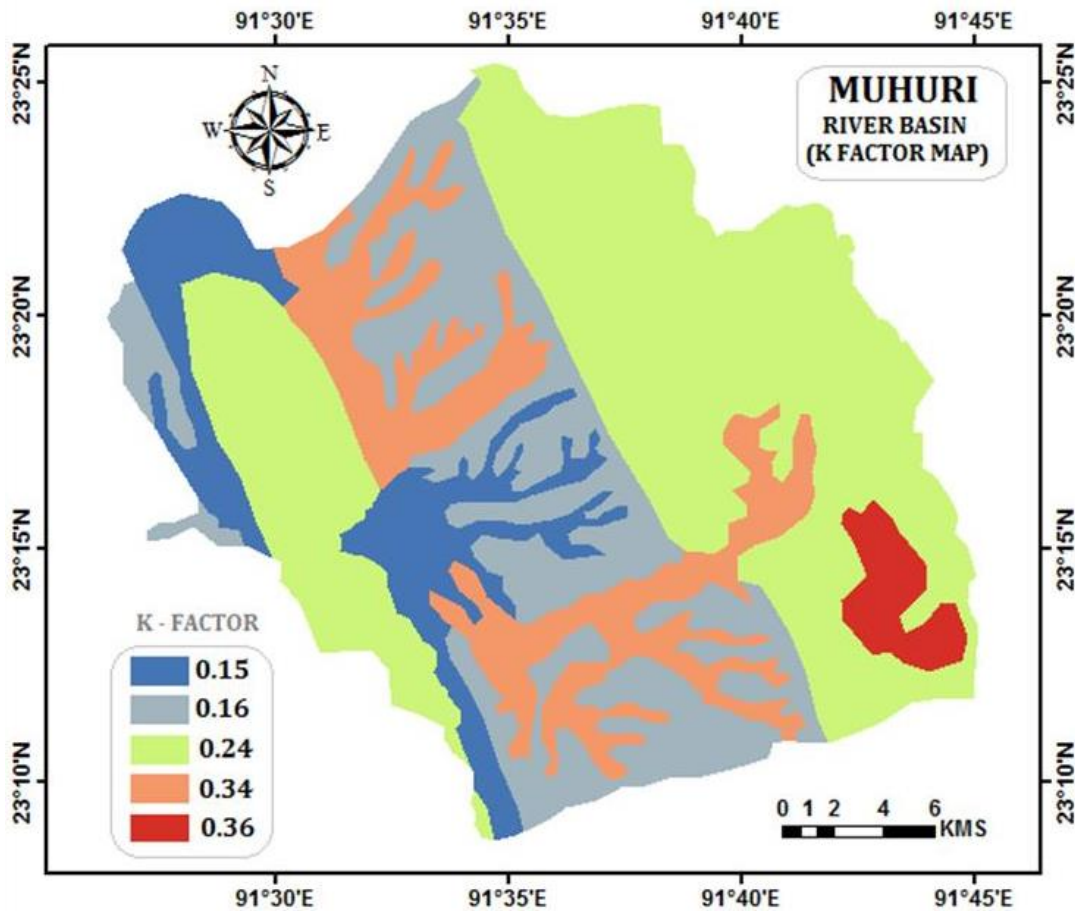 91°30'E 91°35'E 91°40'E 91°45'E
23°25'N 23°25'N
N
W E
S
MUHURI
RIVER BASIN
(K FACTOR MAP)
23°20'N 23°20'N
23°15'N 23°15'N
K - FACTOR
0.15
0.16
0.24
0.34
0.36
23°10'N 23°10'N
0 1 2 4 6
KMS
91°30'E 91°35'E 91°40'E 91°45'E